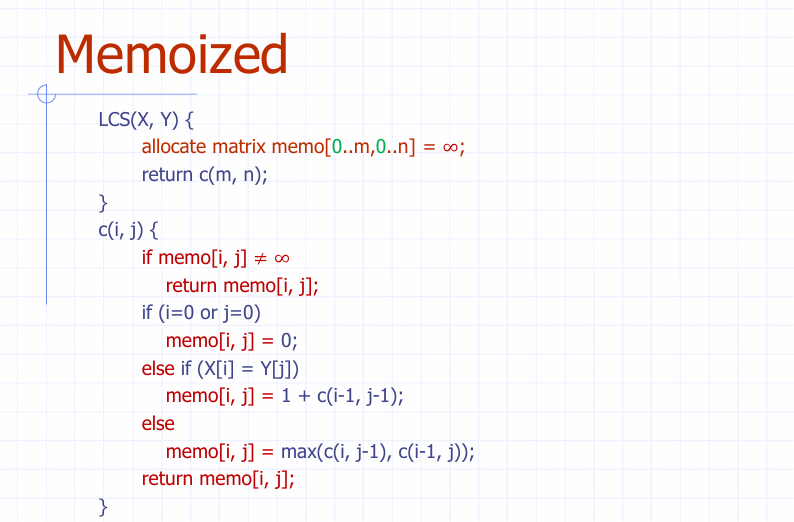 Memoized
LCS(X, Y) {
allocate matrix memo[0..m,0..n] = ∞;
return c(m, n);
}
c(i, j) {
if memo[i, j] ≠ ∞
return memo[i, j];
if (i=0 or j=0)
memo[i, j] = 0;
else if (X[i] = Y[j])
memo[i, j] = 1 + c(i-1, j-1);
else
memo[i, j] = max(c(i, j-1), c(i-1, j));
return memo[i, j];
}